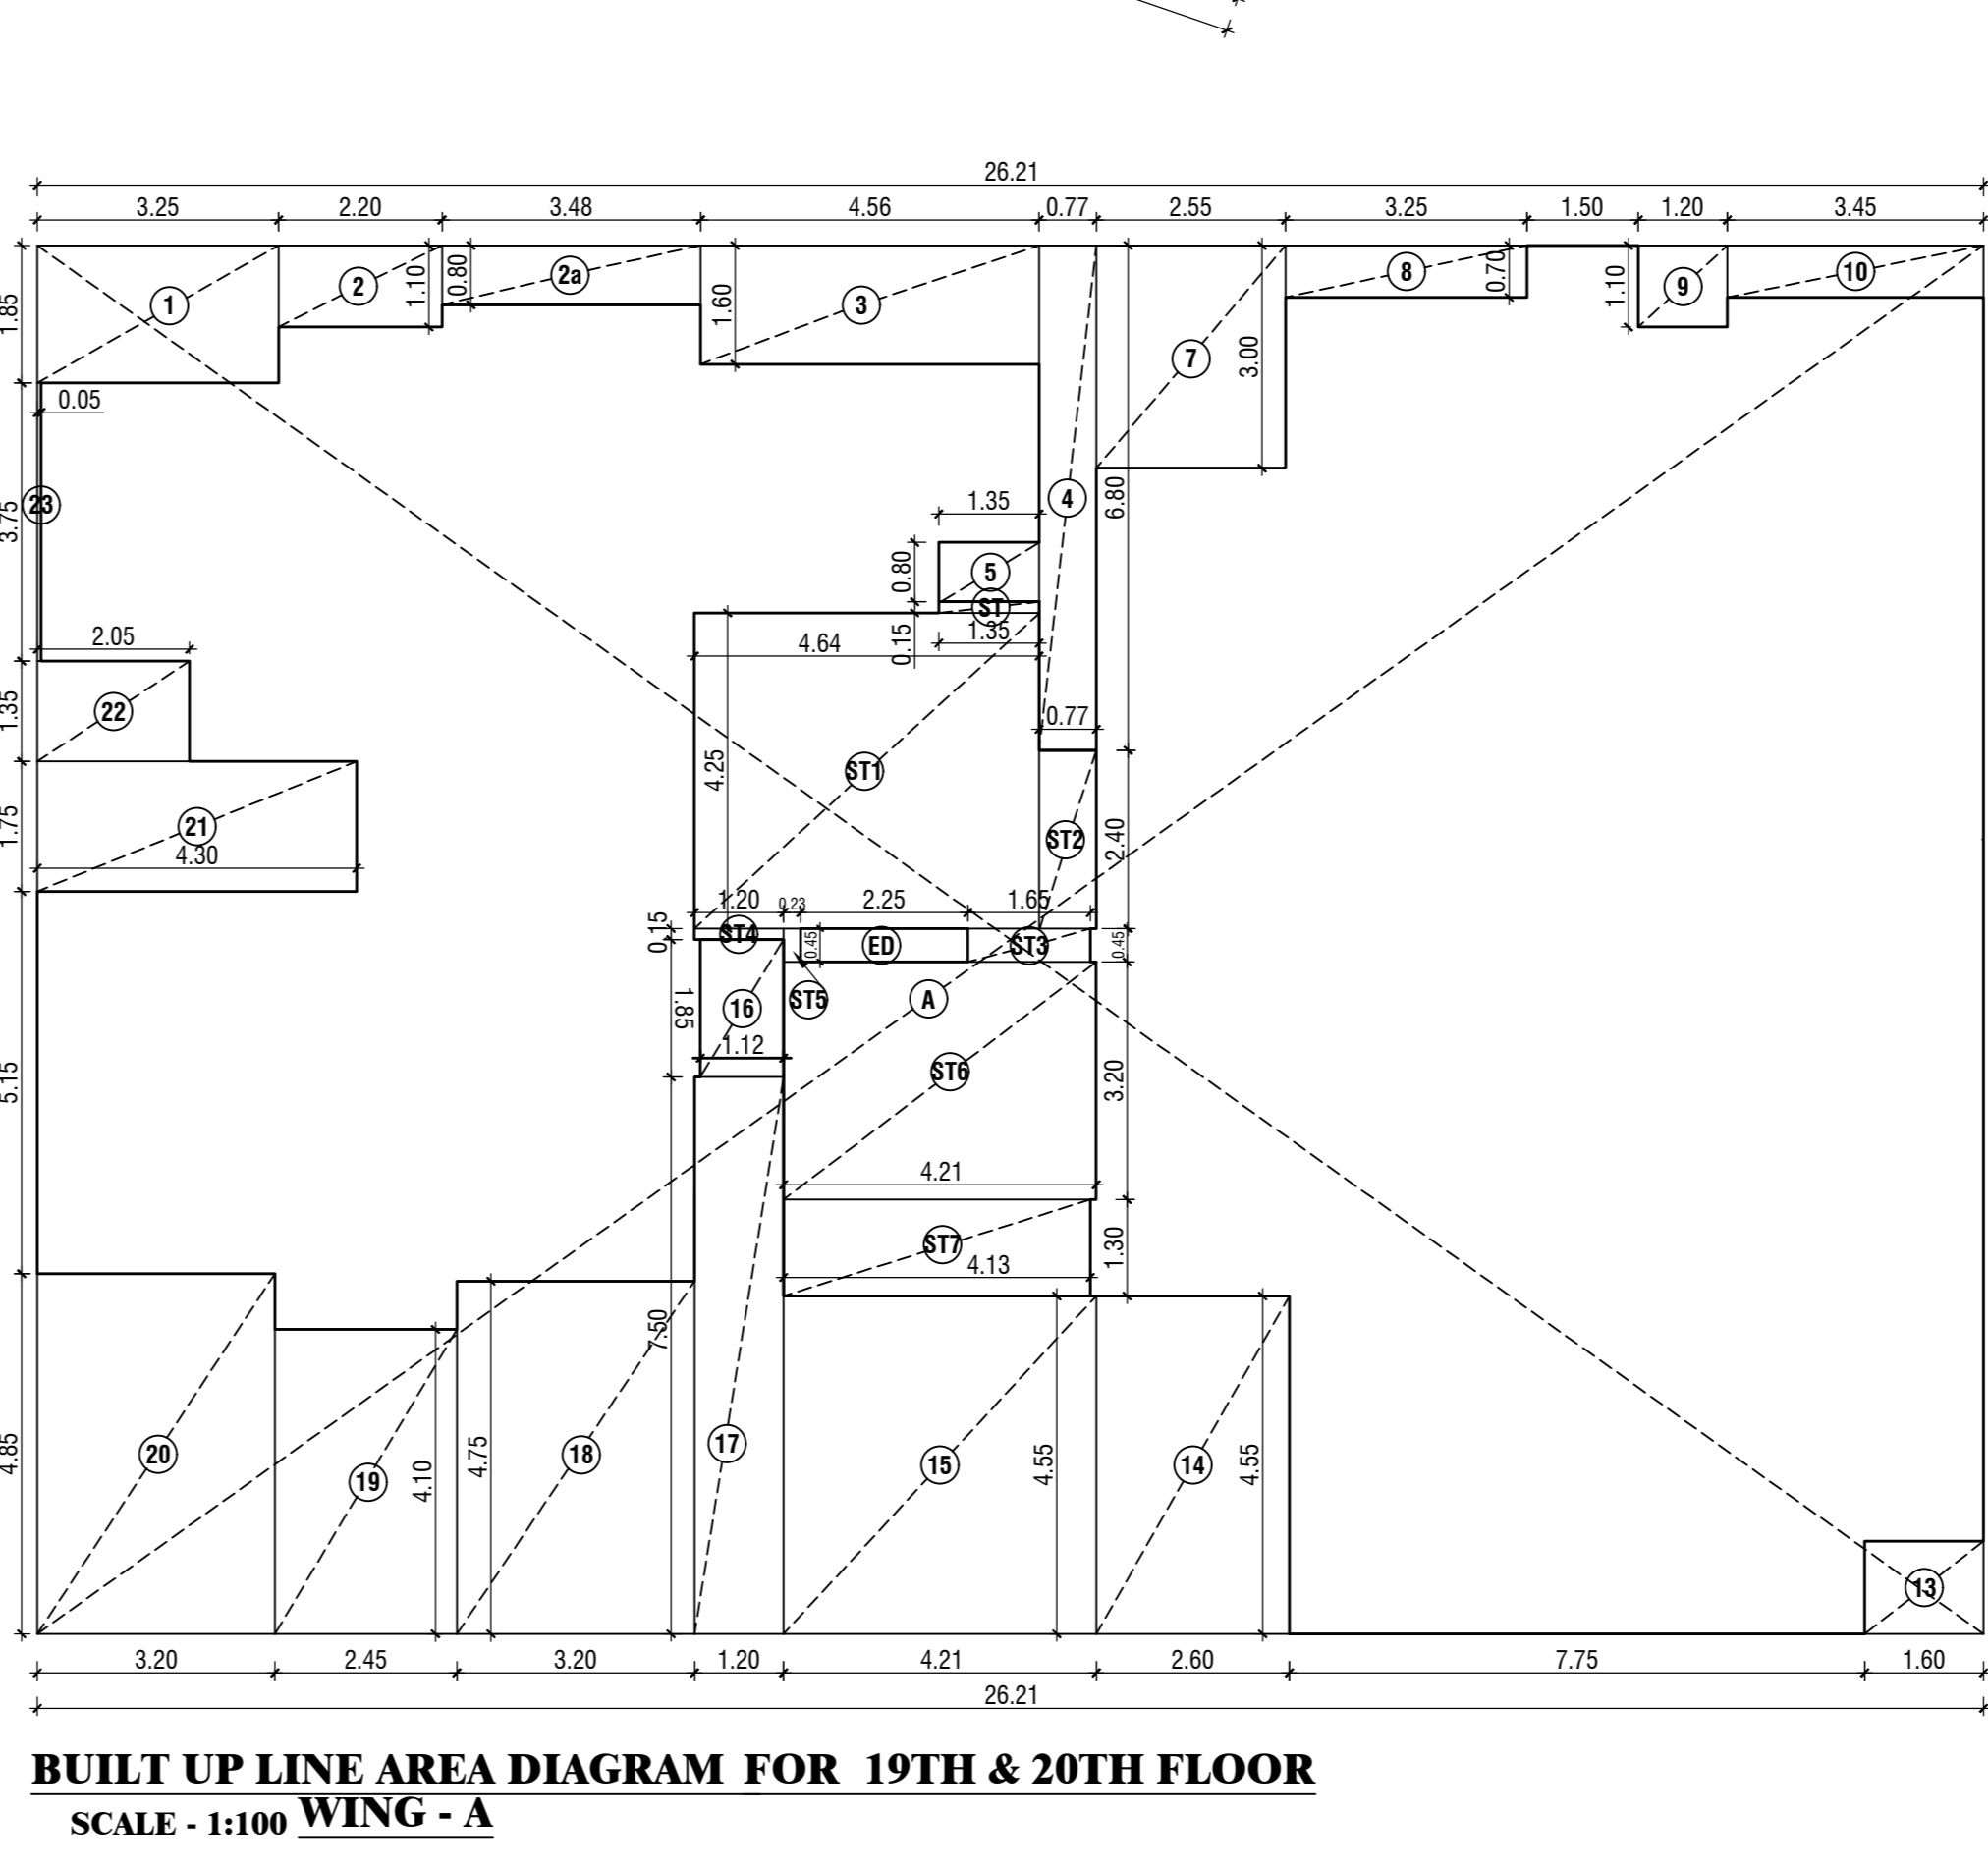 26.21
3.25 2.20 3.48 4.56 0.77 2.55 3.25 1.50 1.20 3.45
1 2 1.10 0.80 2a 1.60 3 8 0.70 1.10 9 10
1.85
7 3.00
0.05
23 3.75
4 6.80
1.35
0.80 5
ST
0.15 1.35
2.05
4.64
22 1.35
0.77
4.25 ST1
21 1.75
4.30
ST2 2.40
1.20 0.23 2.25 1.65
0.15 ST4 0.45 ED ST3 0.45
16 ST5 A
1.85
1.12
ST6 3.20
5.15
4.21
ST7 1.30
4.13
7.50
20 19 18 17 15 14
4.85 4.10 4.75 4.55 4.55
13
3.20 2.45 3.20 1.20 4.21 2.60 7.75 1.60
26.21
BUILT UP LINE AREA DIAGRAM FOR 19TH & 20TH FLOOR
SCALE - 1:100 WING - A